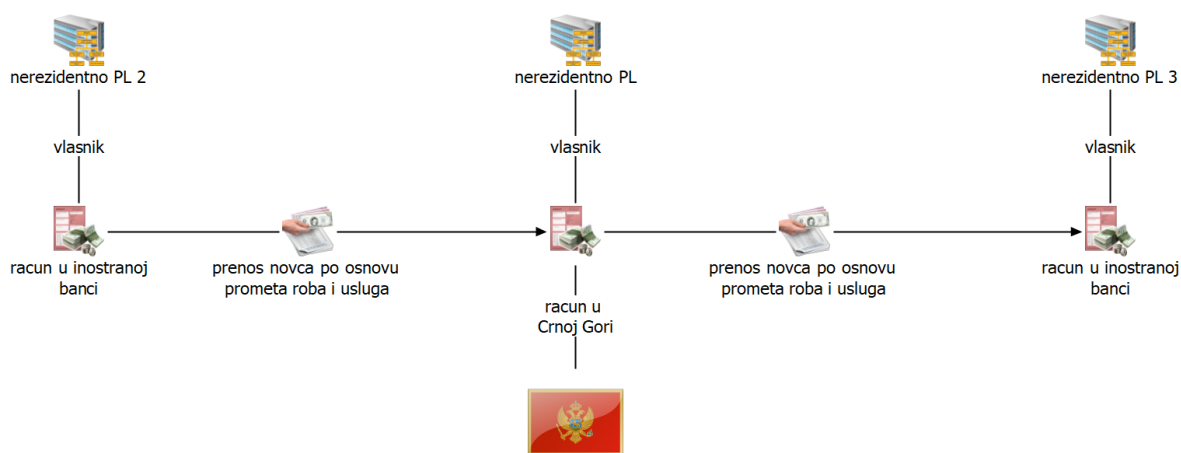 nerezidentno PL 2
nerezidentno PL
nerezidentno PL 3
vlasnik
vlasnik
vlasnik
racun u inostranoj
banci
prenos novca po osnovu
prometa roba i usluga
racun u
Crnoj Gori
prenos novca po osnovu
prometa roba i usluga
racun u inostranoj
banci